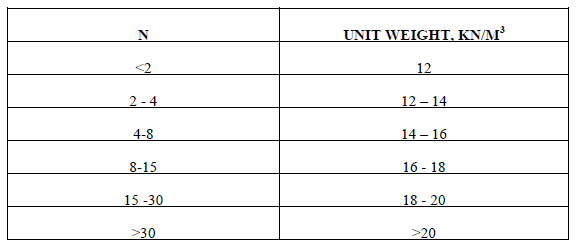 N UNIT WEIGHT, KN/M³
<2 12
2 - 4 12 – 14
4-8 14 – 16
8-15 16 - 18
15 -30 18 - 20
>30 >20